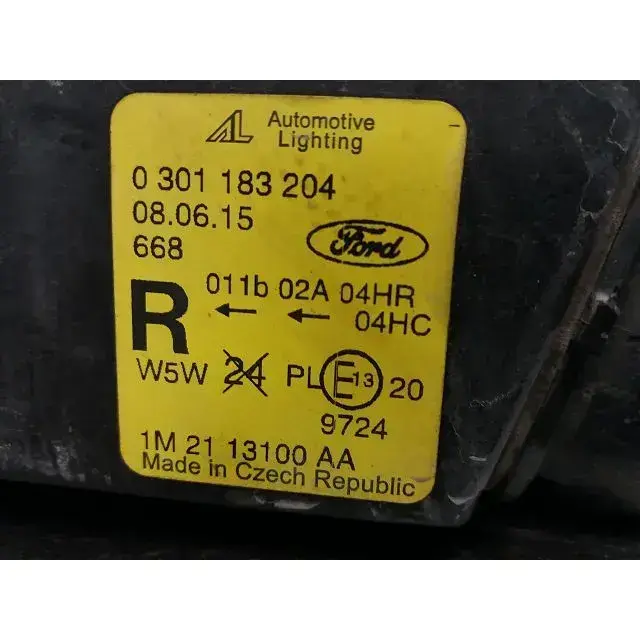 AL Automotive
Lighting
0 301 183 204
08.06.15
668
Ford
R
011b 02A 04HR
← ← 04HC
W5W 24 PL E13 20
9724
1M 21 13100 AA
Made in Czech Republic